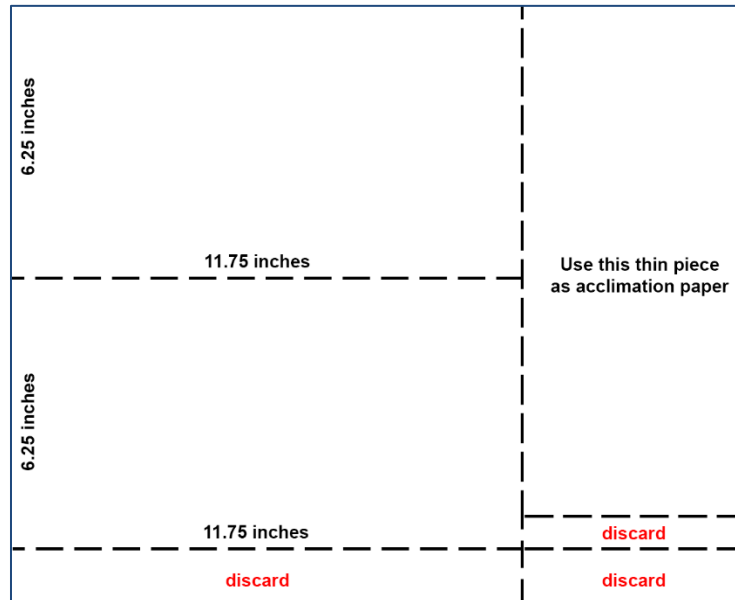 6.25 inches
11.75 inches
Use this thin piece
as acclimation paper
6.25 inches
11.75 inches
discard
discard
discard